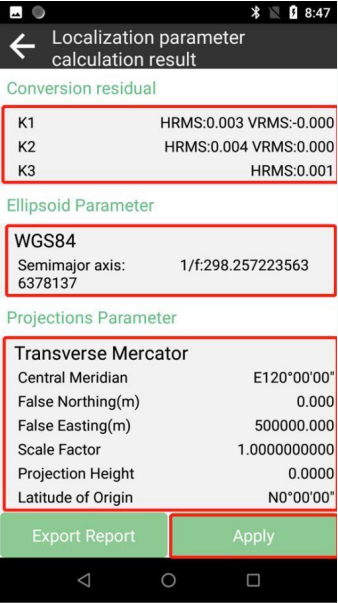 8:47
Localization parameter
calculation result
Conversion residual
K1 HRMS:0.003 VRMS:-0.000
K2 HRMS:0.004 VRMS:0.000
K3 HRMS:0.001
Ellipsoid Parameter
WGS84
Semimajor axis: 1/f:298.257223563
6378137
Projections Parameter
Transverse Mercator
Central Meridian E120°00'00"
False Northing(m) 0.000
False Easting(m) 500000.000
Scale Factor 1.0000000000
Projection Height 0.0000
Latitude of Origin N0°00'00"
Export Report Apply